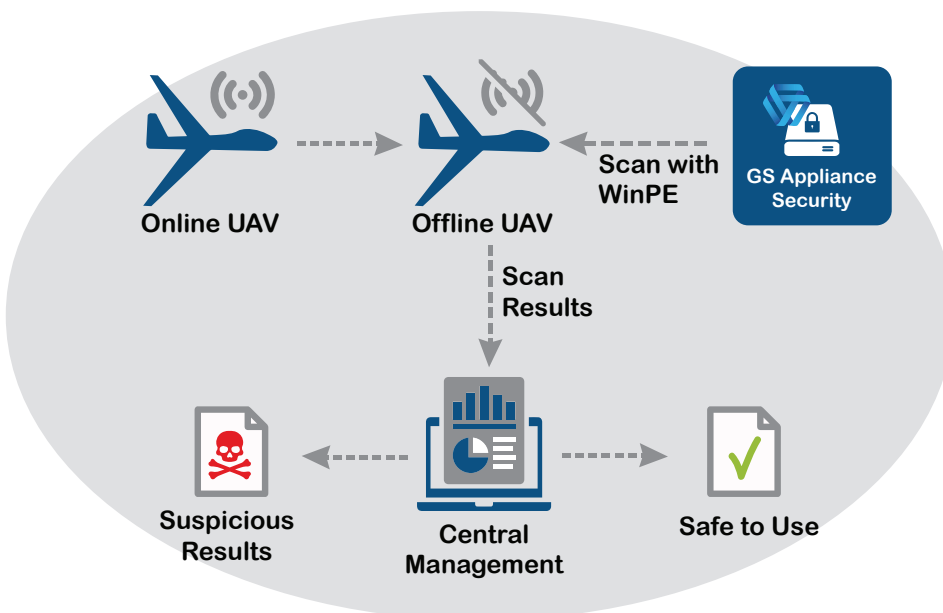 Online UAV
Offline UAV
Scan with
WinPE
GS Appliance
Security
Scan
Results
Suspicious
Results
Central
Management
Safe to Use